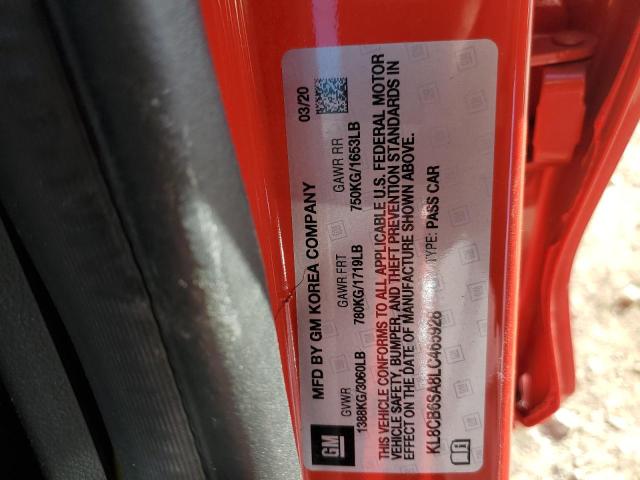 MFD BY GM KOREA COMPANY 03/20
GVWR GAWR FRT GAWR RR
1388KG/3060LB 780KG/1719LB 750KG/1653LB
THIS VEHICLE CONFORMS TO ALL APPLICABLE U.S. FEDERAL MOTOR
VEHICLE SAFETY, BUMPER, AND THEFT PREVENTION STANDARDS IN
EFFECT ON THE DATE OF MANUFACTURE SHOWN ABOVE.
KL8CB6SA8LC465926 TYPE: PASS CAR
GM